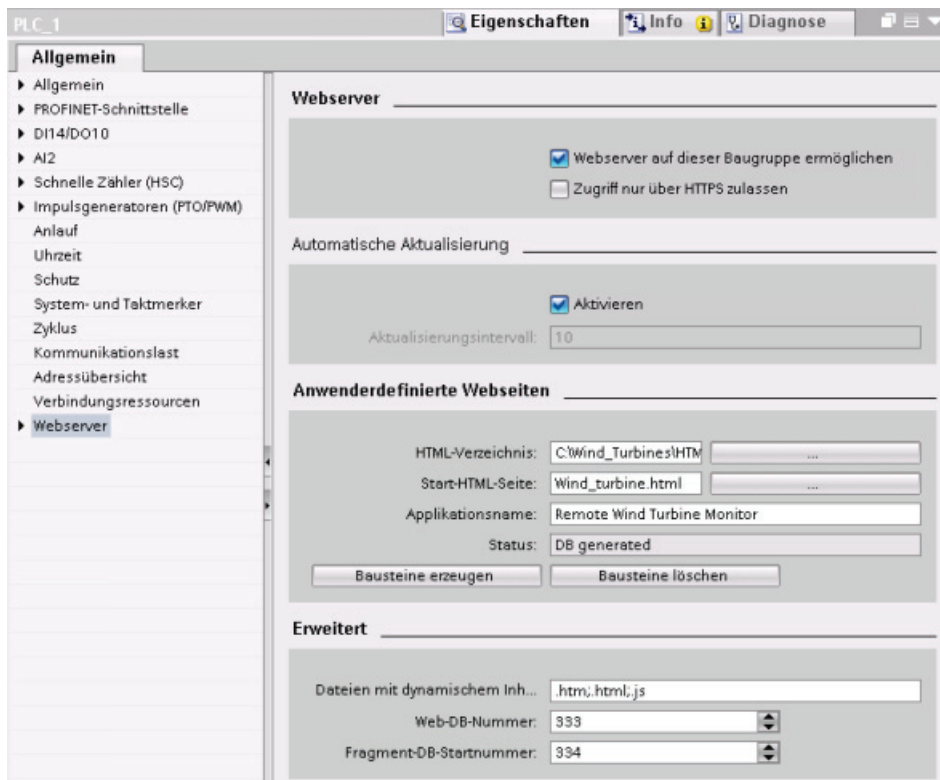 PLC_1
Eigenschaften
Info
Diagnose
Allgemein
Allgemein
PROFINET-Schnittstelle
DI14/DO10
AI2
Schnelle Zähler (HSC)
Impulsgeneratoren (PTO/PWM)
Anlauf
Uhrzeit
Schutz
System- und Taktmerker
Zyklus
Kommunikationslast
Adressübersicht
Verbindungsressourcen
Webserver
Webserver
Webserver auf dieser Baugruppe ermöglichen
Zugriff nur über HTTPS zulassen
Automatische Aktualisierung
Aktivieren
Aktualisierungsintervall: 10
Anwenderdefinierte Webseiten
HTML-Verzeichnis: C:\Wind_Turbines\HTM ...
Start-HTML-Seite: Wind_turbine.html ...
Applikationsname: Remote Wind Turbine Monitor
Status: DB generated
Bausteine erzeugen Bausteine löschen
Erweitert
Dateien mit dynamischem Inh... .htm;.html;.js
Web-DB-Nummer: 333
Fragment-DB-Startnummer: 334